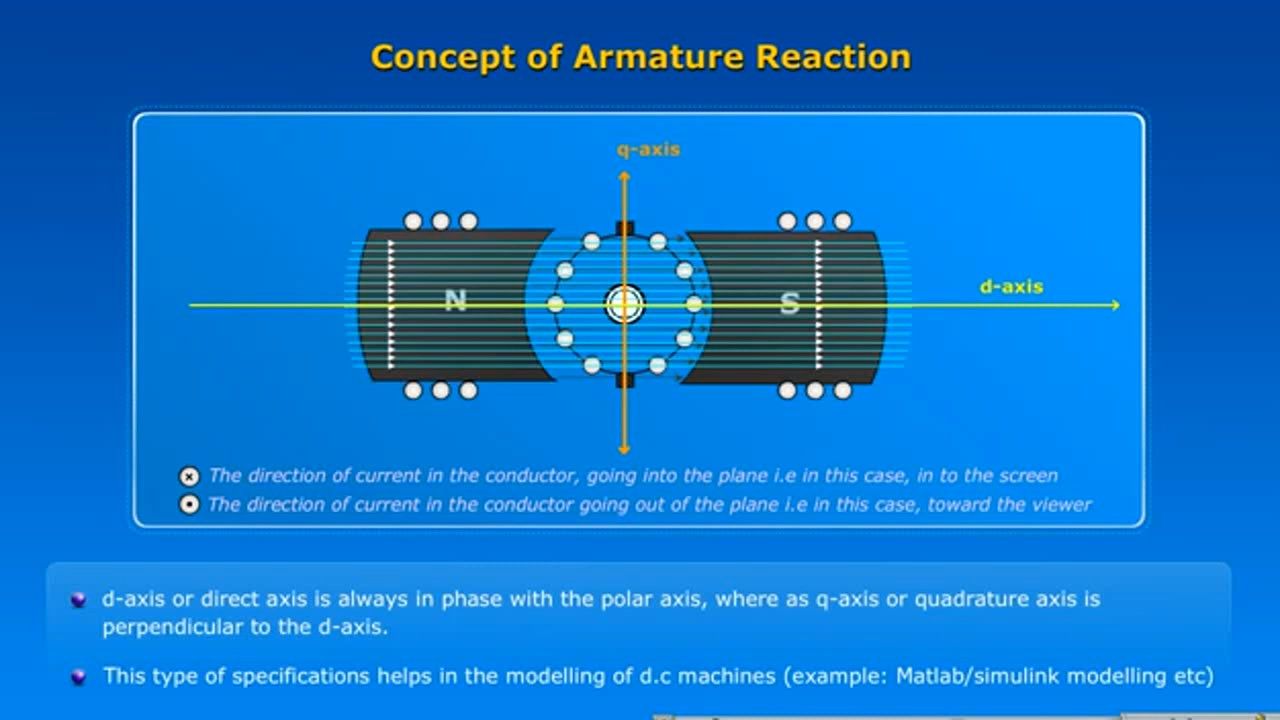 Concept of Armature Reaction
q-axis
d-axis
N
S
The direction of current in the conductor, going into the plane i.e in this case, in to the screen
The direction of current in the conductor going out of the plane i.e in this case, toward the viewer
d-axis or direct axis is always in phase with the polar axis, where as q-axis or quadrature axis is
perpendicular to the d-axis.
This type of specifications helps in the modelling of d.c machines (example: Matlab/simulink modelling etc)